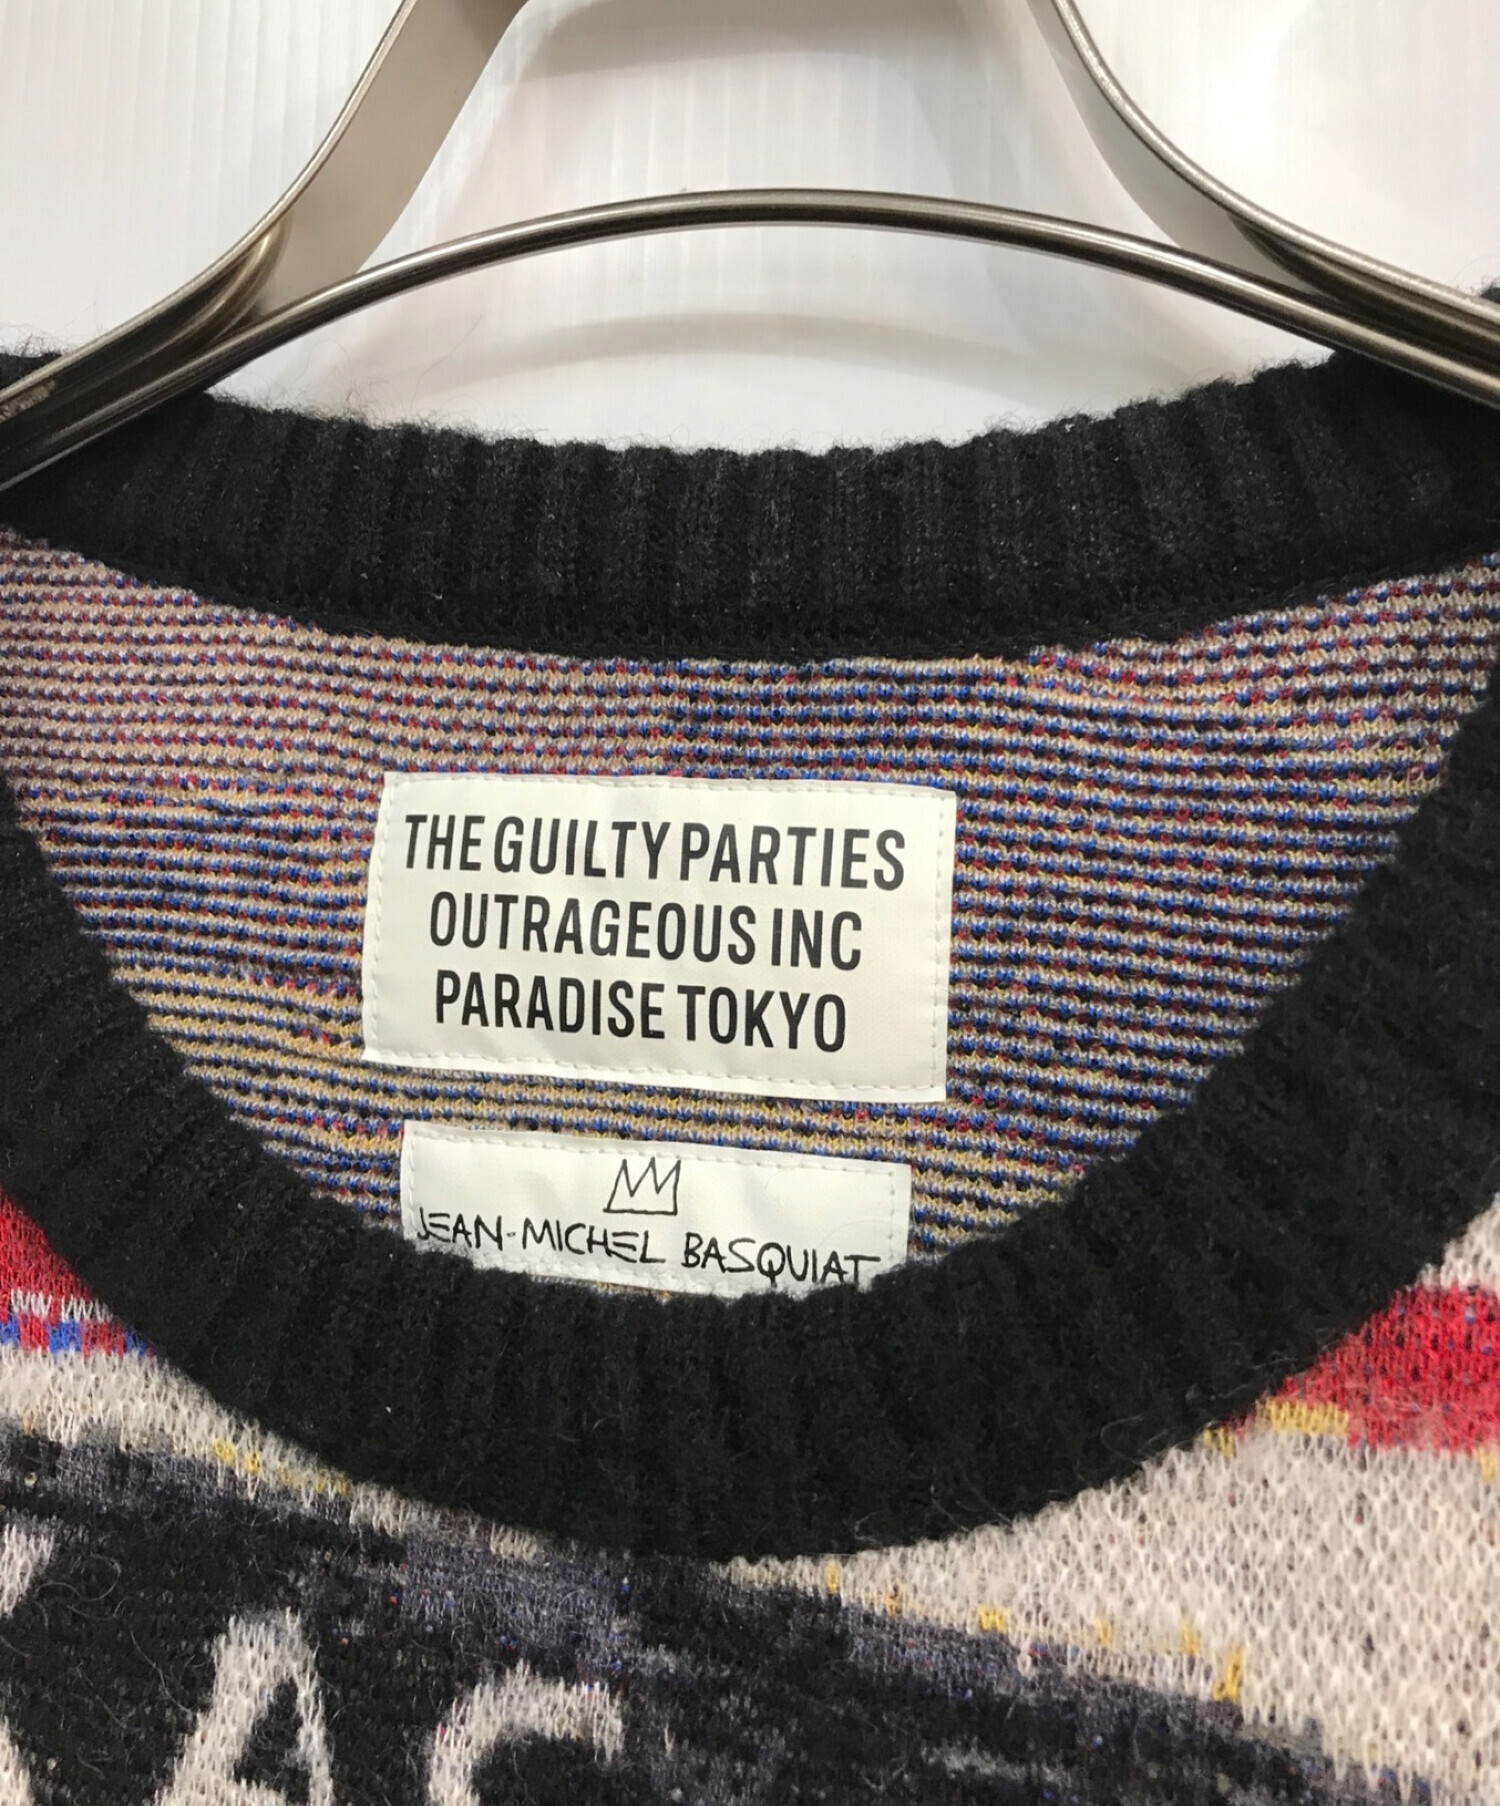 THE GUILTY PARTIES
OUTRAGEOUS INC
PARADISE TOKYO
JEAN-MICHEL BASQUIAT